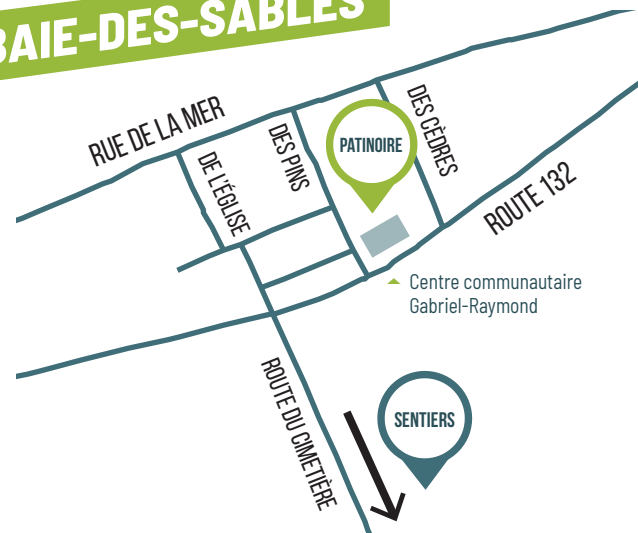 BAIE-DES-SABLES
RUE DE LA MER
DE L'ÉGLISE
DES PINS
PATINOIRE
DES CÈDRES
ROUTE 132
Centre communautaire
Gabriel-Raymond
ROUTE DU CIMETIÈRE
SENTIERS